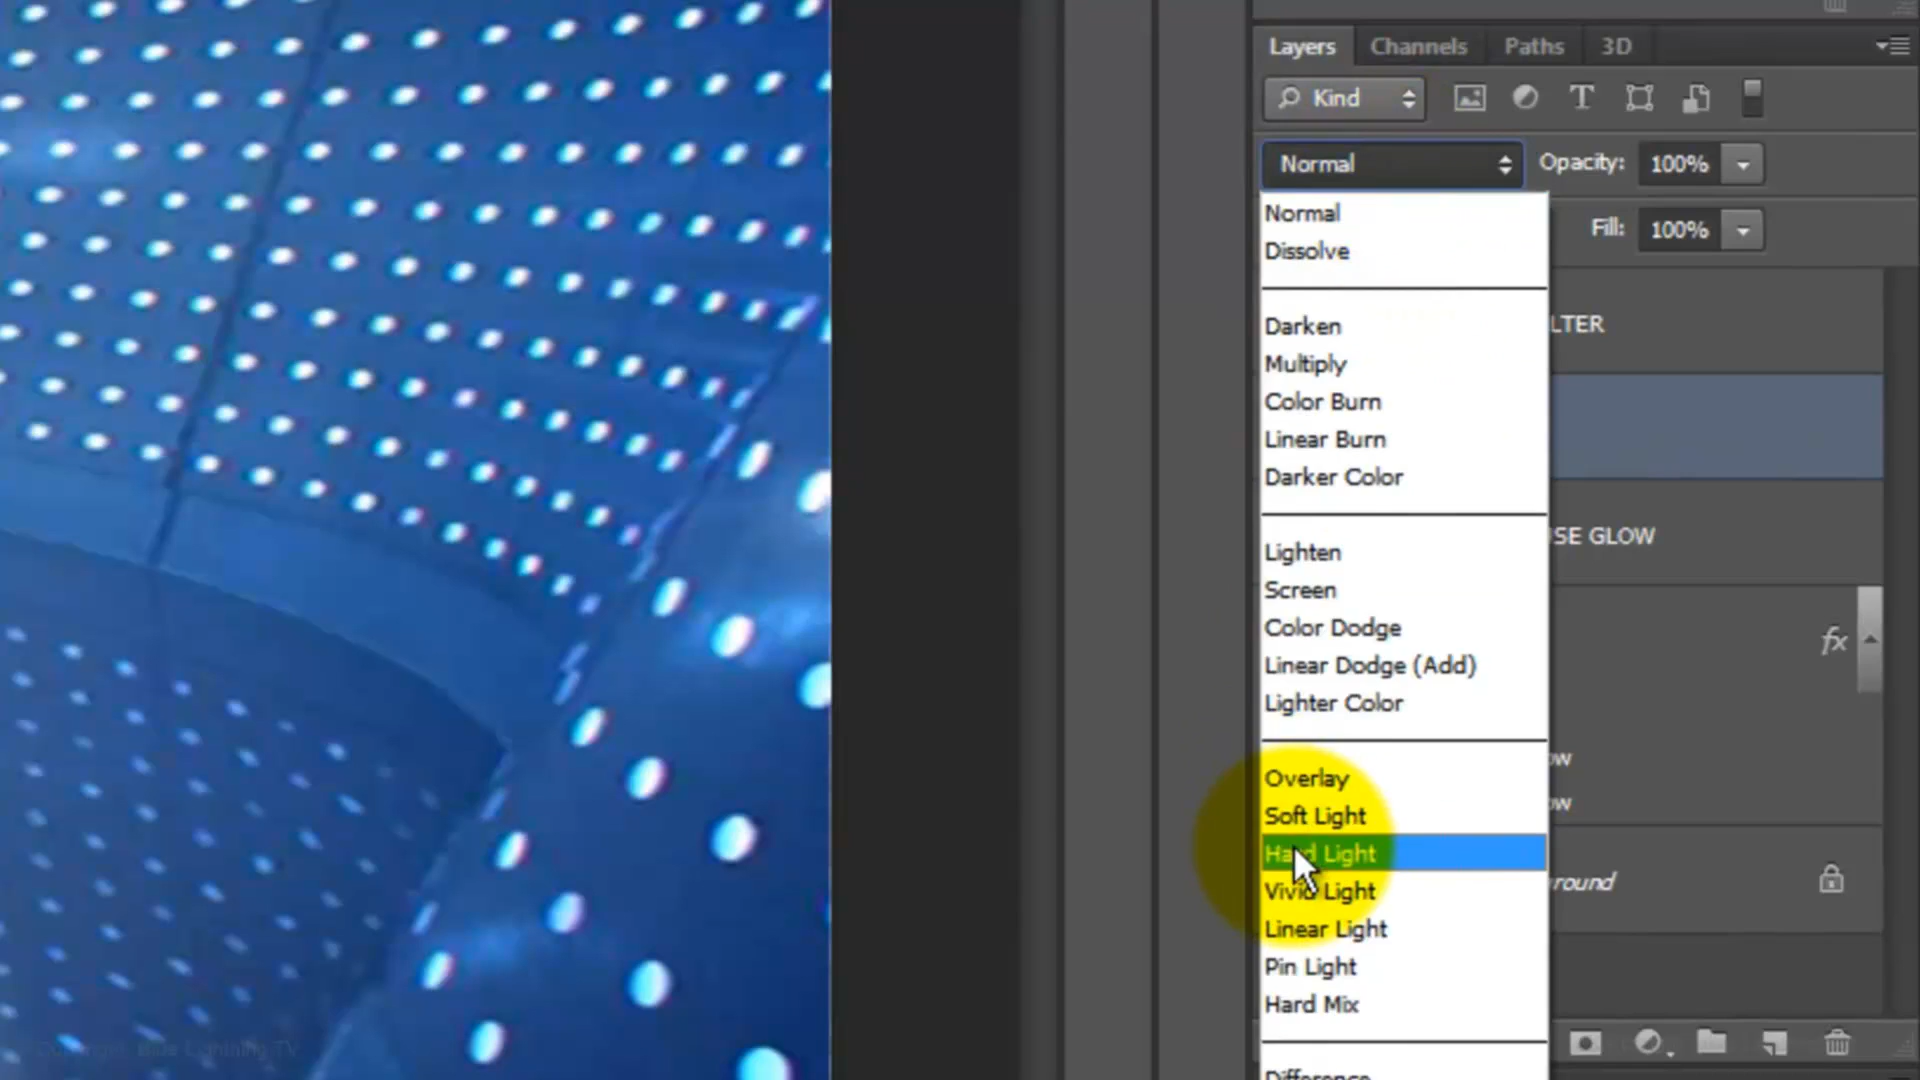 Layers Channels Paths 3D
Kind
Normal Opacity: 100%
Fill: 100%
Normal
Dissolve
Darken
Multiply
Color Burn
Linear Burn
Darker Color
Lighten
Screen
Color Dodge
Linear Dodge (Add)
Lighter Color
Overlay
Soft Light
Hard Light
Vivid Light
Linear Light
Pin Light
Hard Mix
Difference
LTER
SE GLOW
fx
ow
ow
round
Copyright Blue Lightning TV